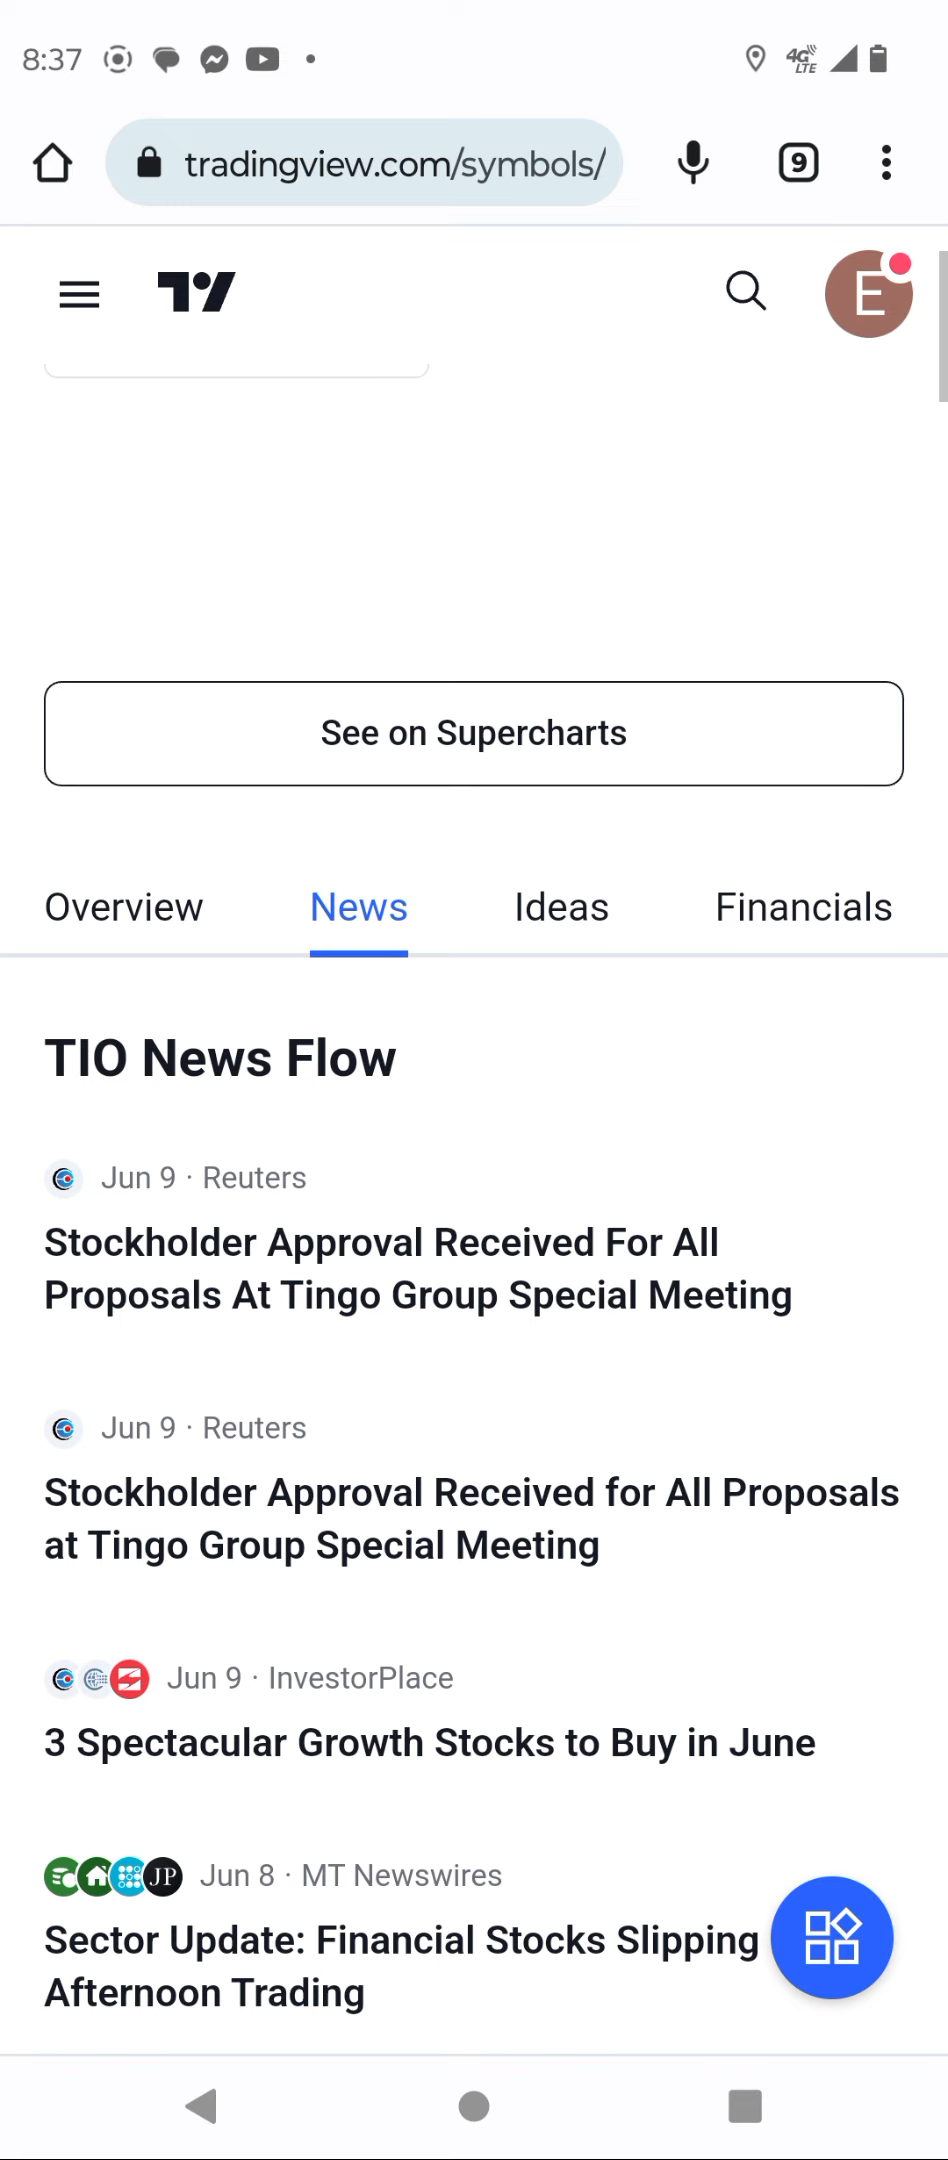 8:37
4G LTE
tradingview.com/symbols/
9
E
See on Supercharts
Overview News Ideas Financials
TIO News Flow
Jun 9 · Reuters
Stockholder Approval Received For All
Proposals At Tingo Group Special Meeting
Jun 9 · Reuters
Stockholder Approval Received for All Proposals
at Tingo Group Special Meeting
Jun 9 · InvestorPlace
3 Spectacular Growth Stocks to Buy in June
JP Jun 8 · MT Newswires
Sector Update: Financial Stocks Slipping
Afternoon Trading